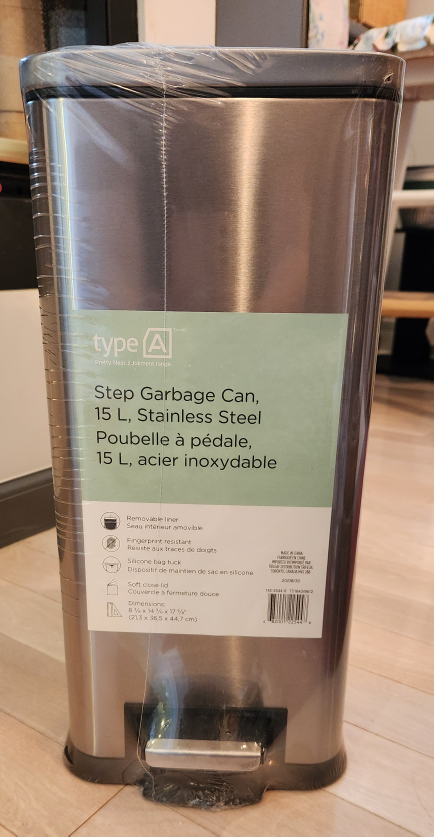 type A
Step Garbage Can,
15 L, Stainless Steel
Poubelle à pédale,
15 L, acier inoxydable
Removable liner
Seau intérieur amovible
Fingerprint resistant
Résiste aux traces de doigts
Silicone bag tuck
Dispositif de maintien de sac en silicone
Soft close lid
Couvercle à fermeture douce
Dimensions:
(21,3 x 36,5 x 44,7 cm)
MADE IN CHINA